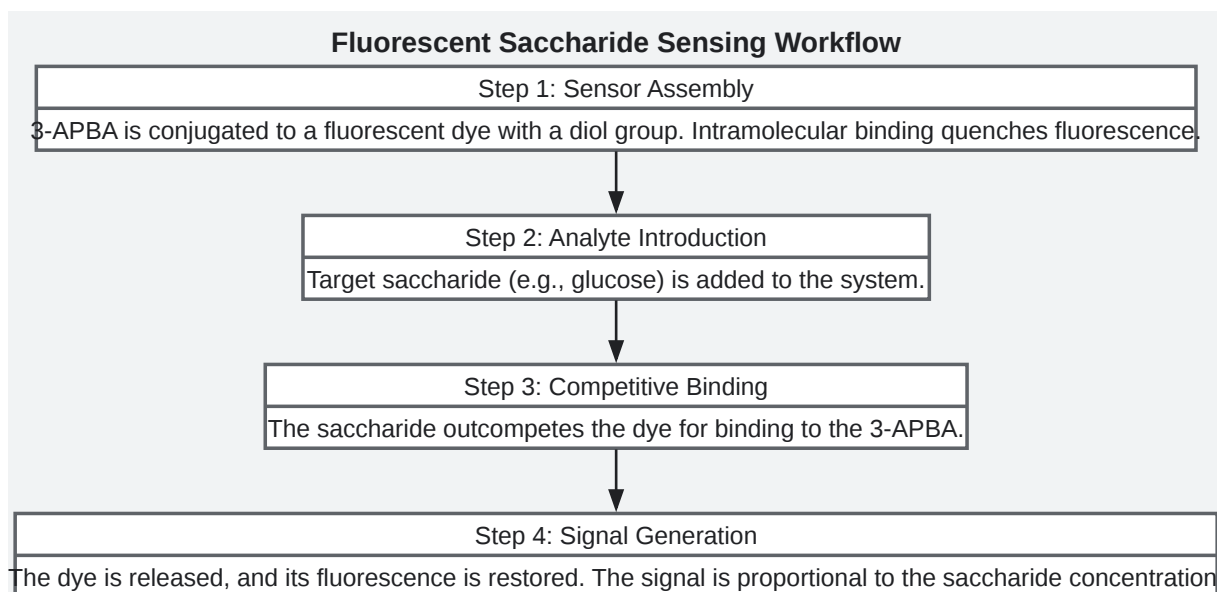 Fluorescent Saccharide Sensing Workflow
Step 1: Sensor Assembly
3-APBA is conjugated to a fluorescent dye with a diol group. Intramolecular binding quenches fluorescence.
Step 2: Analyte Introduction
Target saccharide (e.g., glucose) is added to the system.
Step 3: Competitive Binding
The saccharide outcompetes the dye for binding to the 3-APBA.
Step 4: Signal Generation
The dye is released, and its fluorescence is restored. The signal is proportional to the saccharide concentration